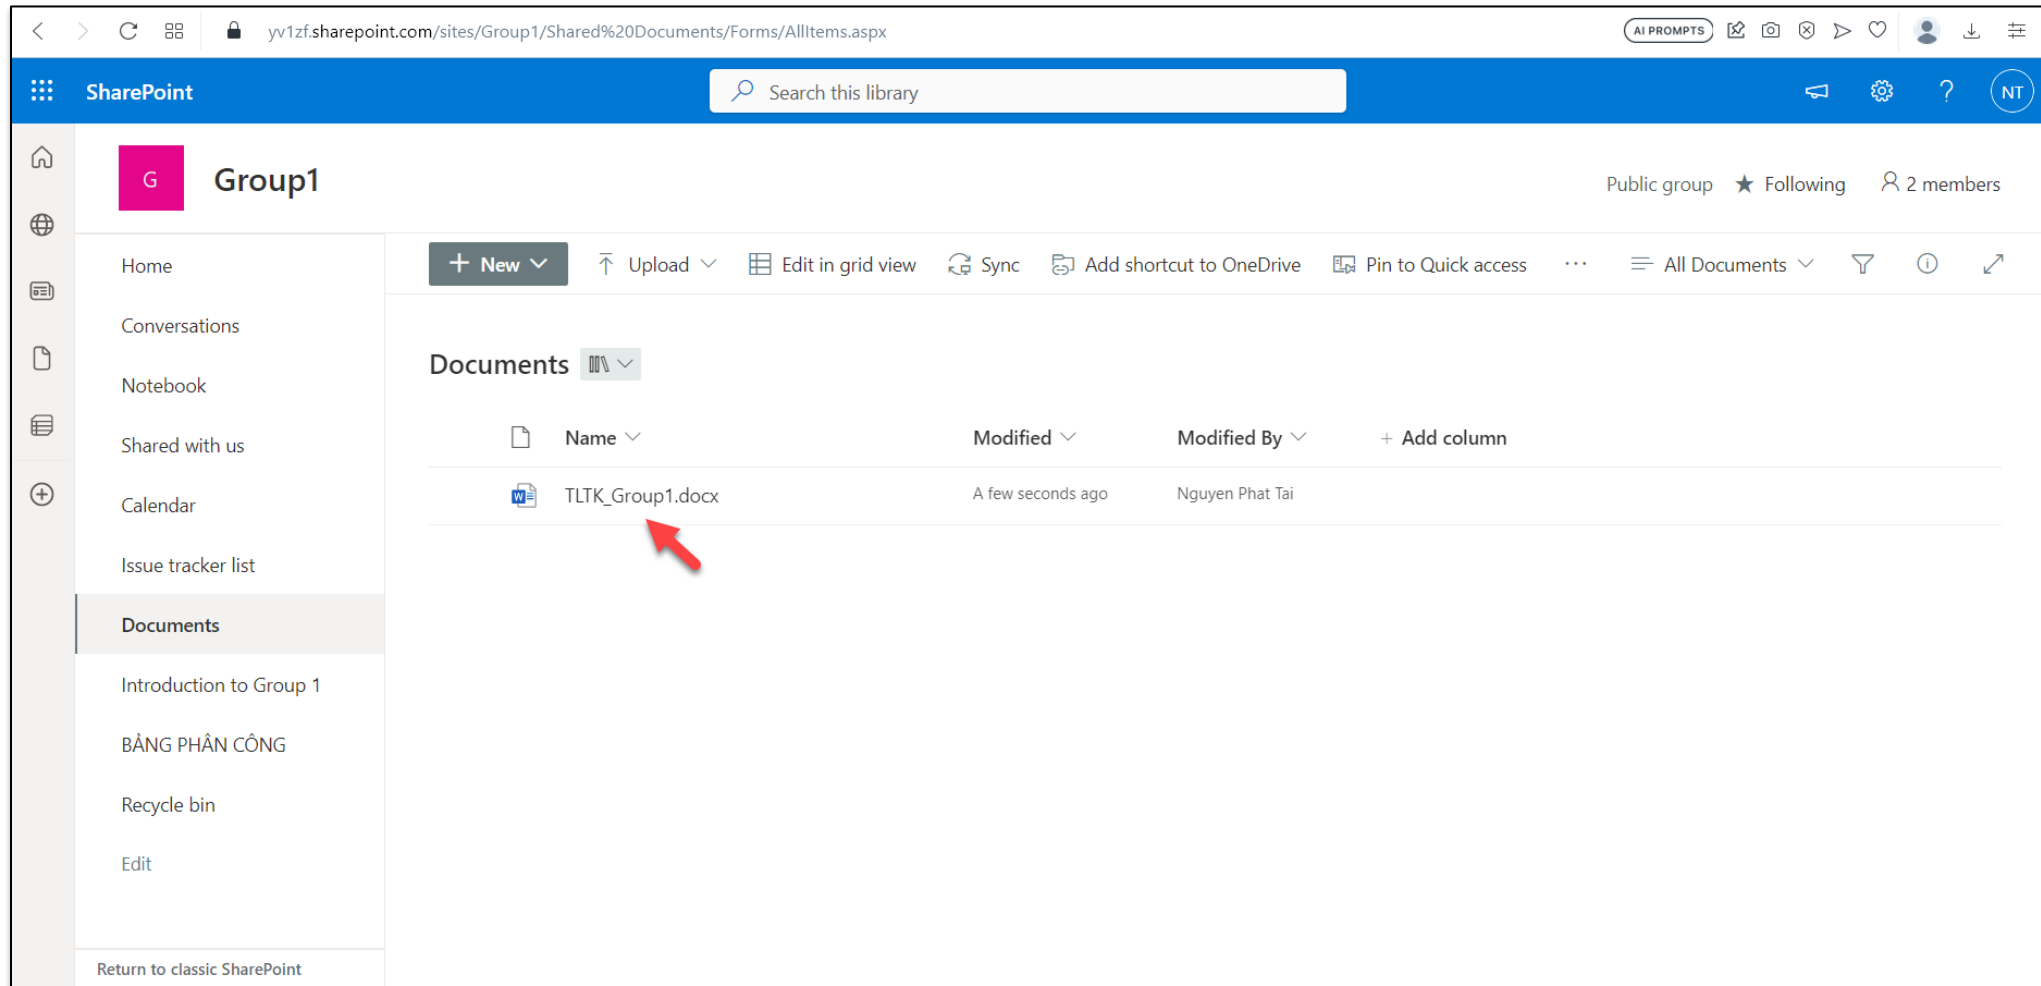 yv1zf.sharepoint.com/sites/Group1/Shared%20Documents/Forms/AllItems.aspx
AI PROMPTS
SharePoint
Search this library
?
NT
G
Group1
Public group
Following
2 members
Home
Conversations
Notebook
Shared with us
Calendar
Issue tracker list
Documents
Introduction to Group 1
BẢNG PHÂN CÔNG
Recycle bin
Edit
Return to classic SharePoint
+ New
Upload
Edit in grid view
Sync
Add shortcut to OneDrive
Pin to Quick access
...
All Documents
Documents
Name
Modified
Modified By
+ Add column
TLTK_Group1.docx
A few seconds ago
Nguyen Phat Tai